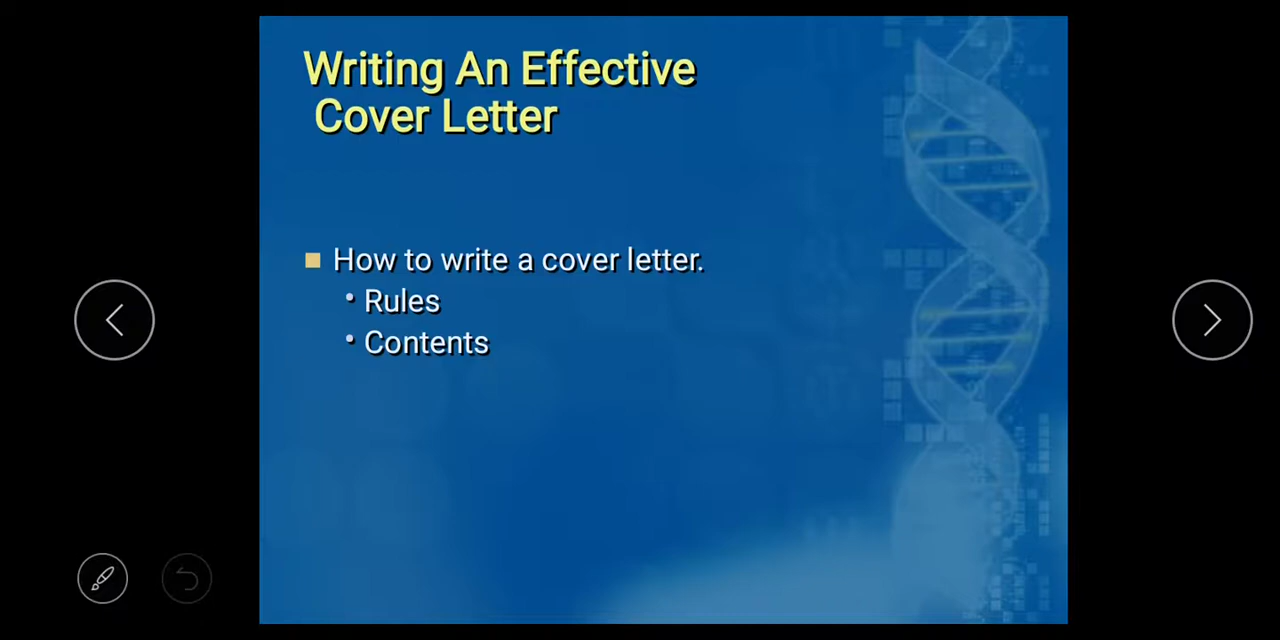 Writing An Effective
Cover Letter
How to write a cover letter.
Rules
Contents